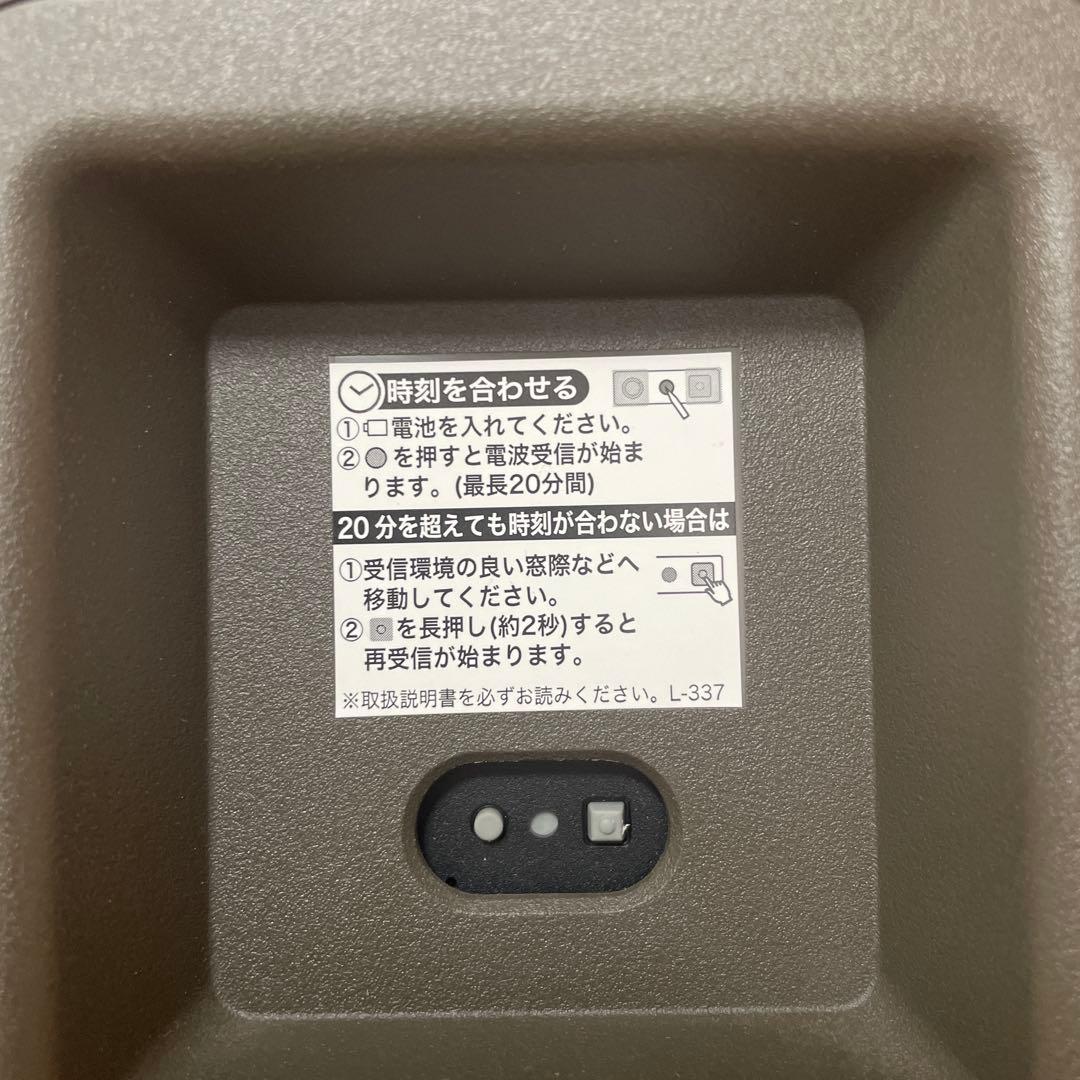 時刻を合わせる
①電池を入れてください。
②を押すと電波受信が始ま
ります。(最長20分間)
20分を超えても時刻が合わない場合は
①受信環境の良い窓際などへ
移動してください。
②を長押し(約2秒)すると
再受信が始まります。
※取扱説明書を必ずお読みください。L-337